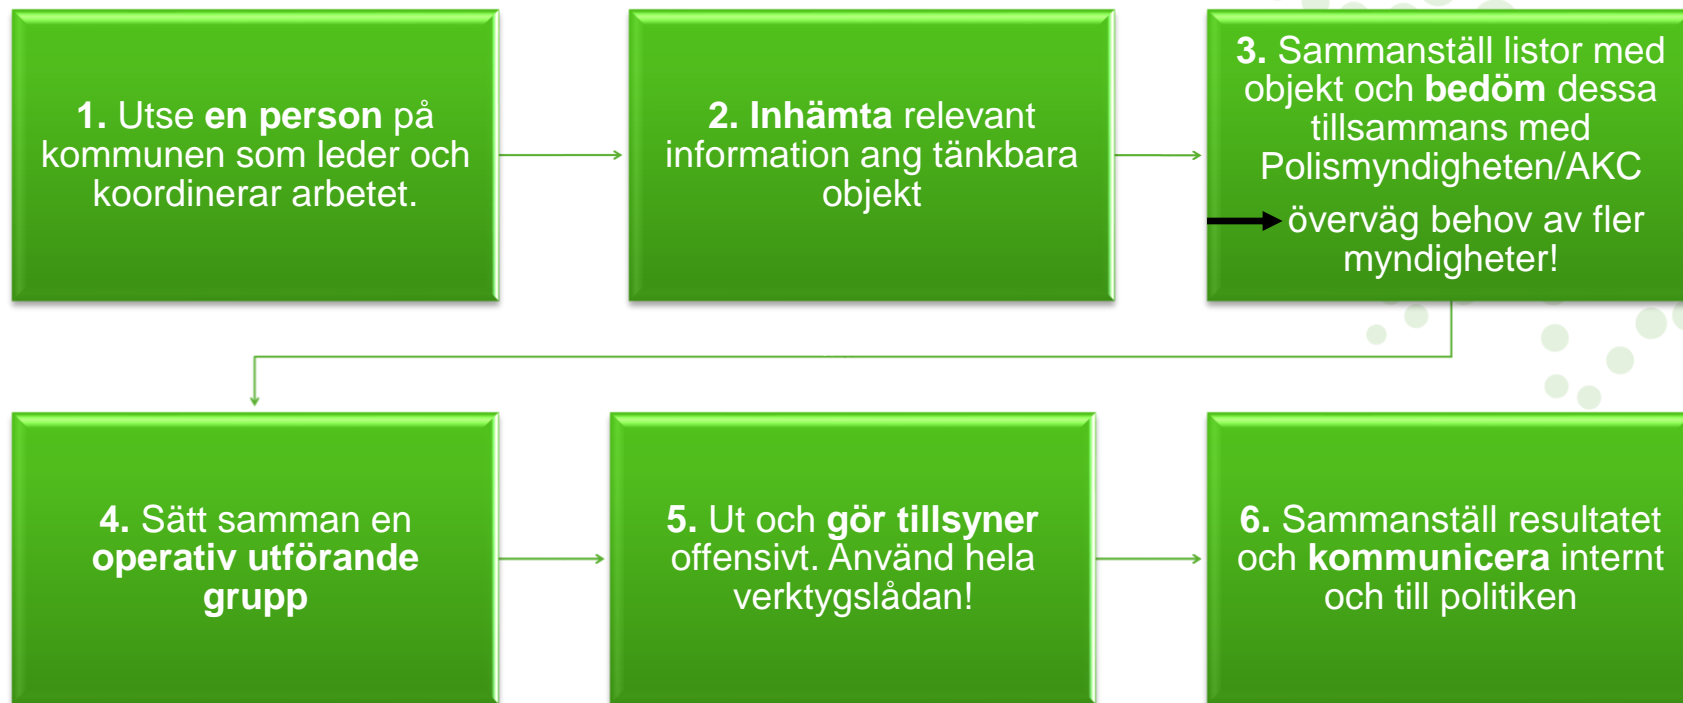 1. Utse en person på
kommunen som leder och
koordinerar arbetet.
2. Inhämta relevant
information ang tänkbara
objekt
3. Sammanställ listor med
objekt och bedöm dessa
tillsammans med
Polismyndigheten/AKC
överväg behov av fler
myndigheter!
4. Sätt samman en
operativ utförande
grupp
5. Ut och gör tillsyner
offensivt. Använd hela
verktygslådan!
6. Sammanställ resultatet
och kommunicera internt
och till politiken